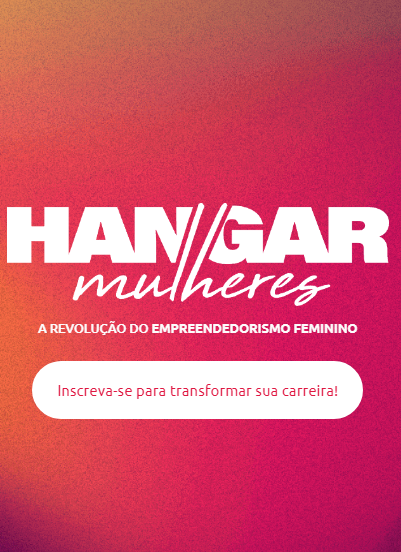 HANGAR
mulheres
A REVOLUÇÃO DO EMPREENDEDORISMO FEMININO
Inscreva-se para transformar sua carreira!